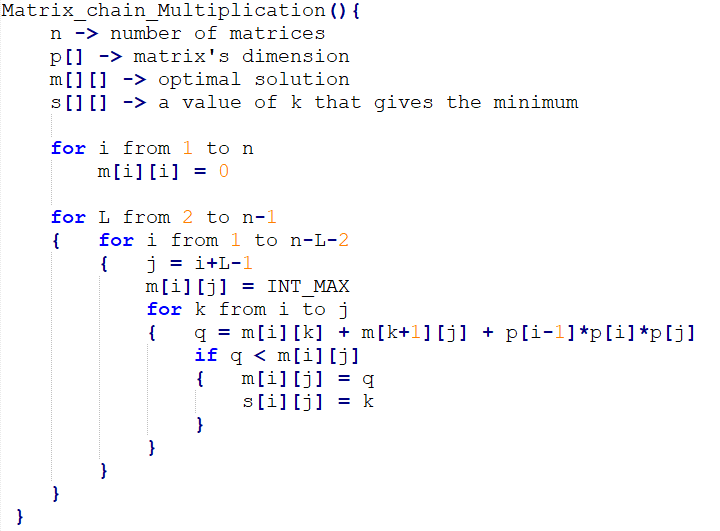 Matrix_chain_Multiplication(){
n -> number of matrices
p[] -> matrix's dimension
m[][] -> optimal solution
s[][] -> a value of k that gives the minimum
for i from 1 to n
m[i][i] = 0
for L from 2 to n-1
{ for i from 1 to n-L-2
{ j = i+L-1
m[i][j] = INT_MAX
for k from i to j
{ q = m[i][k] + m[k+1][j] + p[i-1]*p[i]*p[j]
if q < m[i][j]
{ m[i][j] = q
s[i][j] = k
}
}
}
}
}